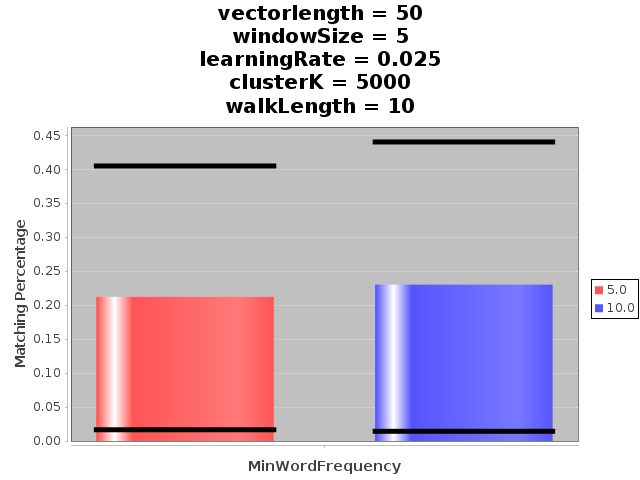 vectorlength = 50
windowSize = 5
learningRate = 0.025
clusterK = 5000
walkLength = 10
Matching Percentage
0.45
0.40
0.35
0.30
0.25
0.20
0.15
0.10
0.05
0.00
MinWordFrequency
5.0
10.0